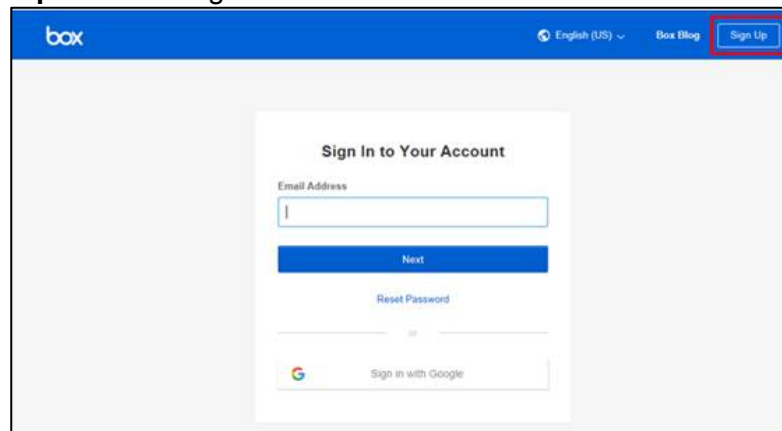 box
English (US)
Box Blog
Sign Up
Sign In to Your Account
Email Address
Next
Reset Password
or
Sign in with Google